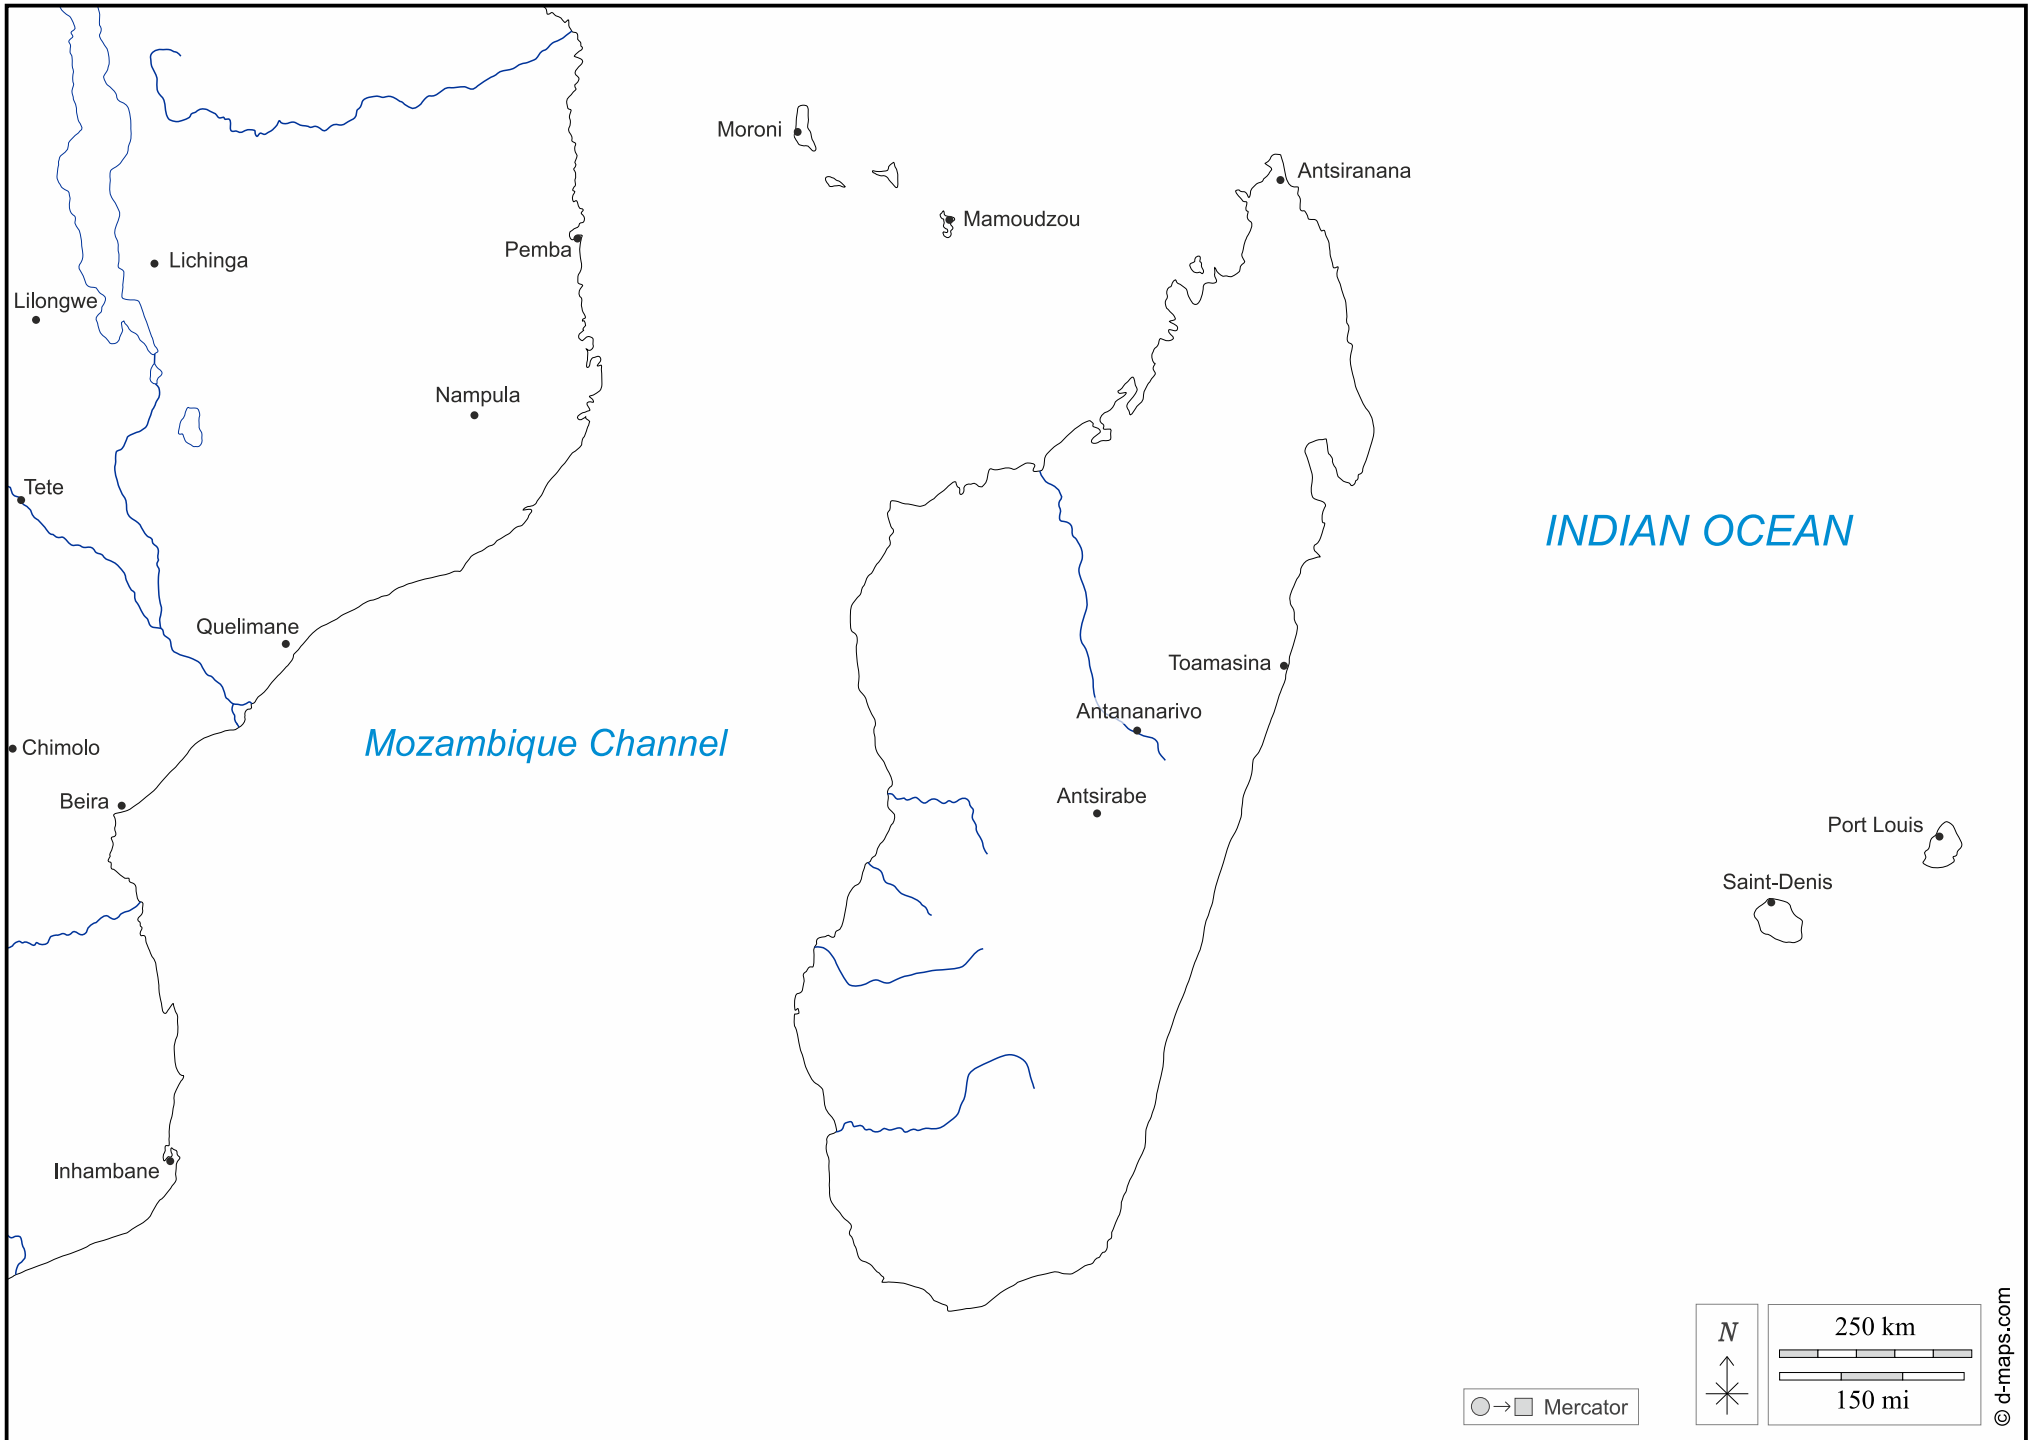 Moroni
Antsiranana
Mamoudzou
Pemba
Lichinga
Lilongwe
Nampula
Tete
INDIAN OCEAN
Quelimane
Toamasina
Antananarivo
Mozambique Channel
Chimolo
Beira
Antsirabe
Port Louis
Saint-Denis
Inhambane
N
250 km
150 mi
Mercator
© d-maps.com